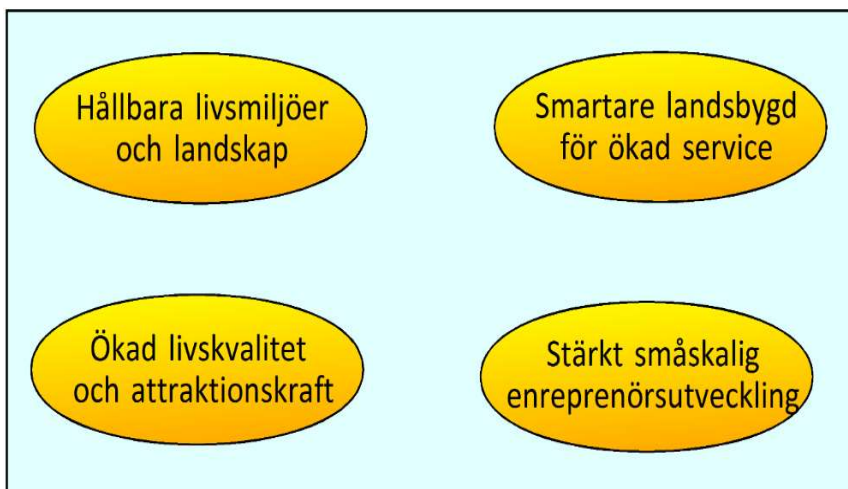 Hållbara livsmiljöer
och landskap
Smartare landsbygd
för ökad service
Ökad livskvalitet
och attraktionskraft
Stärkt småskalig
enreprenörsutveckling